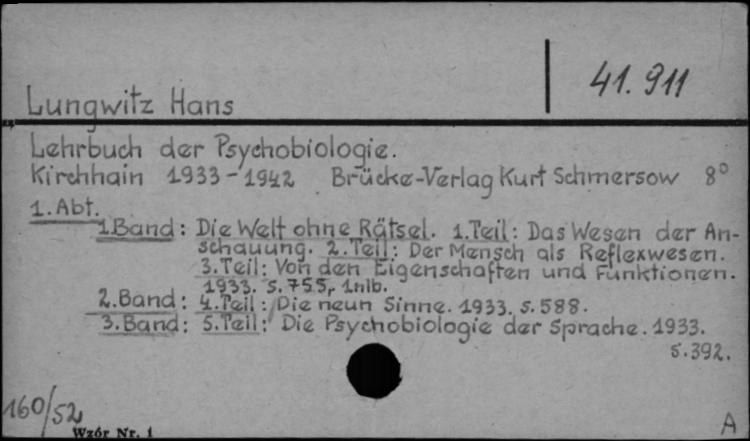 41.911
Lungwitz Hans
Lehrbuch der Psychobiologie.
Kirchhain 1933-1942 Brücke-Verlag Kurt Schmersow 8°
1. Abt.
1.Band: Die Welt ohne Rätsel. 1.Teil: Das Wesen der An-
schauung. 2.Teil: Der Mensch als Reflexwesen.
3.Teil: Von den Eigenschaften und Funktionen.
1933. S. 755, 1nlb.
2.Band: 4.Teil: Die neun Sinne. 1933. S. 588.
3.Band: 5.Teil: Die Psychobiologie der Sprache. 1933.
S.392.
160/52
Wzór Nr. 1
A